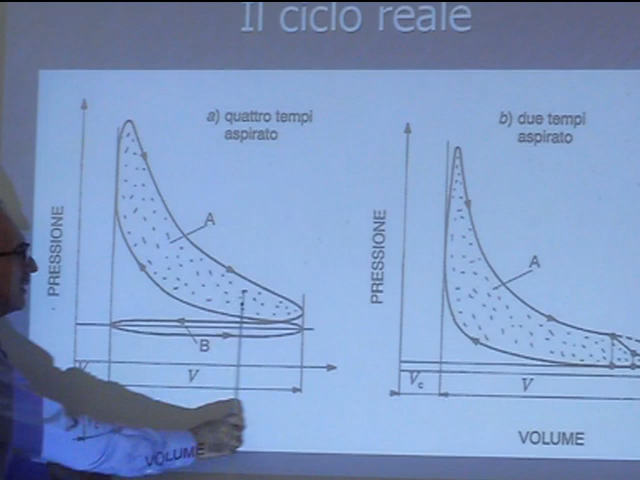 Il ciclo reale
a) quattro tempi
aspirato
b) due tempi
aspirato
PRESSIONE
A
B
V
VOLUME
PRESSIONE
A
Vc
V
VOLUME